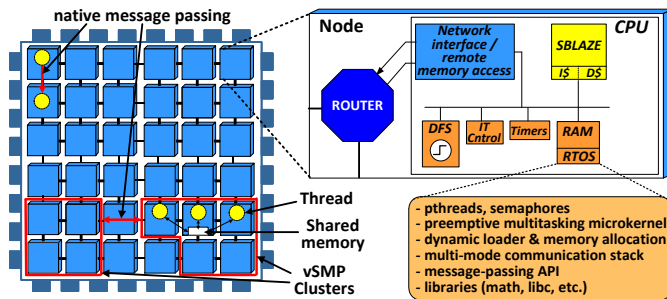 native message passing
Node
CPU
Network
interface /
remote
memory access
SBLAZE
I$ D$
ROUTER
DFS
IT
Cntrol
Timers
RAM
RTOS
Thread
Shared
memory
vSMP
Clusters
- pthreads, semaphores
- preemptive multitasking microkernel
- dynamic loader & memory allocation
- multi-mode communication stack
- message-passing API
- libraries (math, libc, etc.)